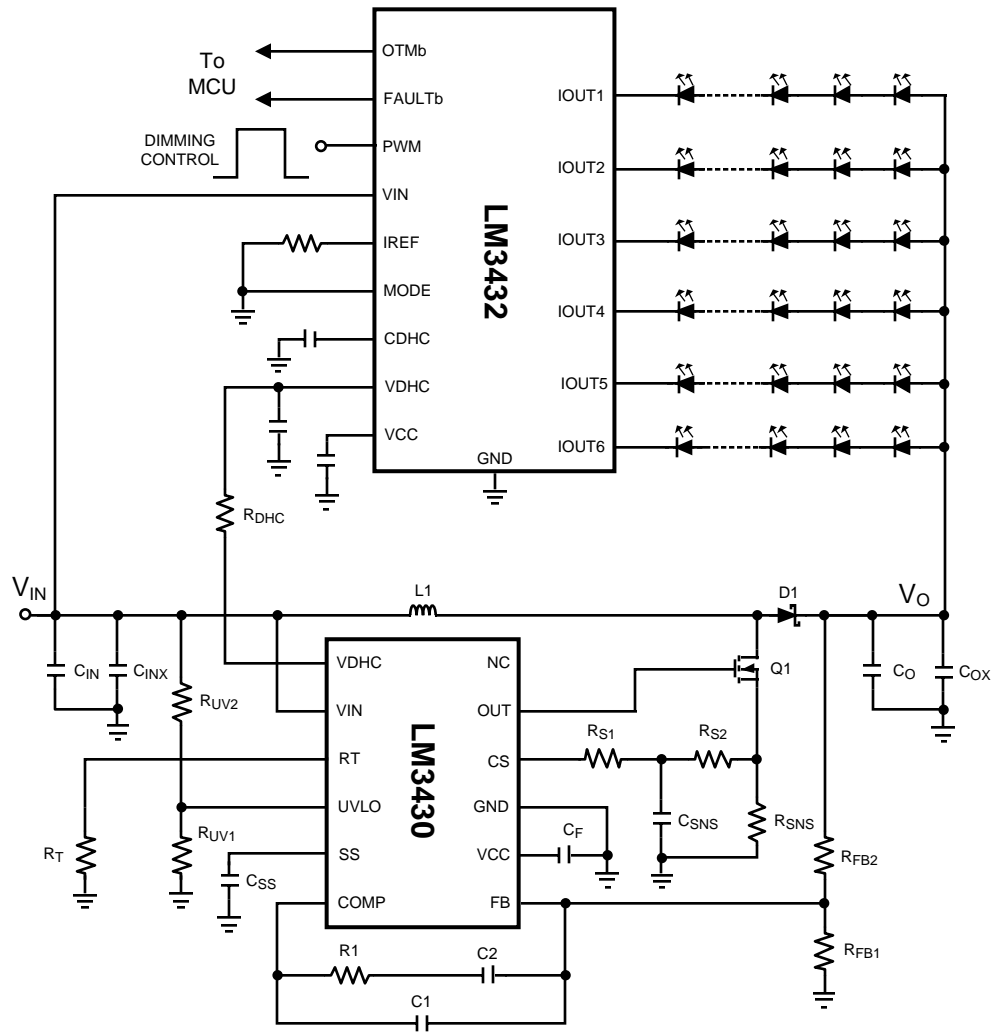 To
MCU
DIMMING
CONTROL
OTMb
FAULTb
PWM
VIN
IREF
MODE
CDHC
VDHC
VCC
GND
LM3432
IOUT1
IOUT2
IOUT3
IOUT4
IOUT5
IOUT6
RDHC
VIN
L1
D1
VO
CIN
CINX
RUV2
RUV1
RT
CSS
VDHC
VIN
RT
UVLO
SS
COMP
LM3430
NC
OUT
CS
GND
VCC
FB
Q1
RS1
RS2
CSNS
RSNS
CF
CO
COX
RFB2
RFB1
R1
C2
C1